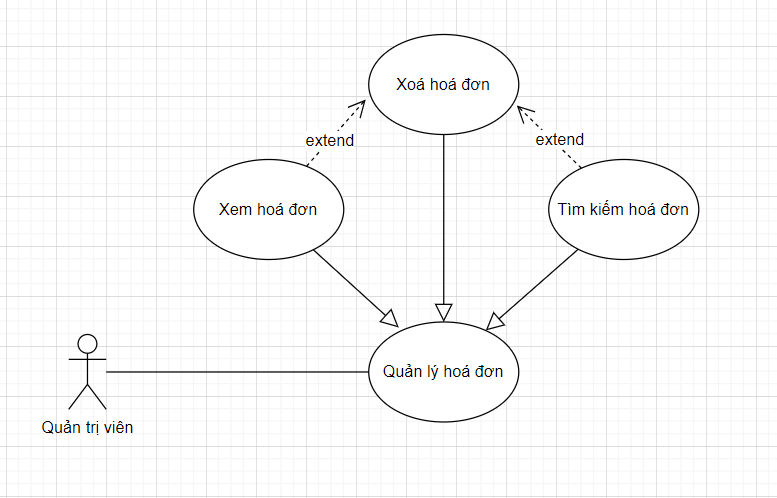 Xoá hoá đơn
extend
extend
Xem hoá đơn
Tìm kiếm hoá đơn
Quản lý hoá đơn
Quản trị viên